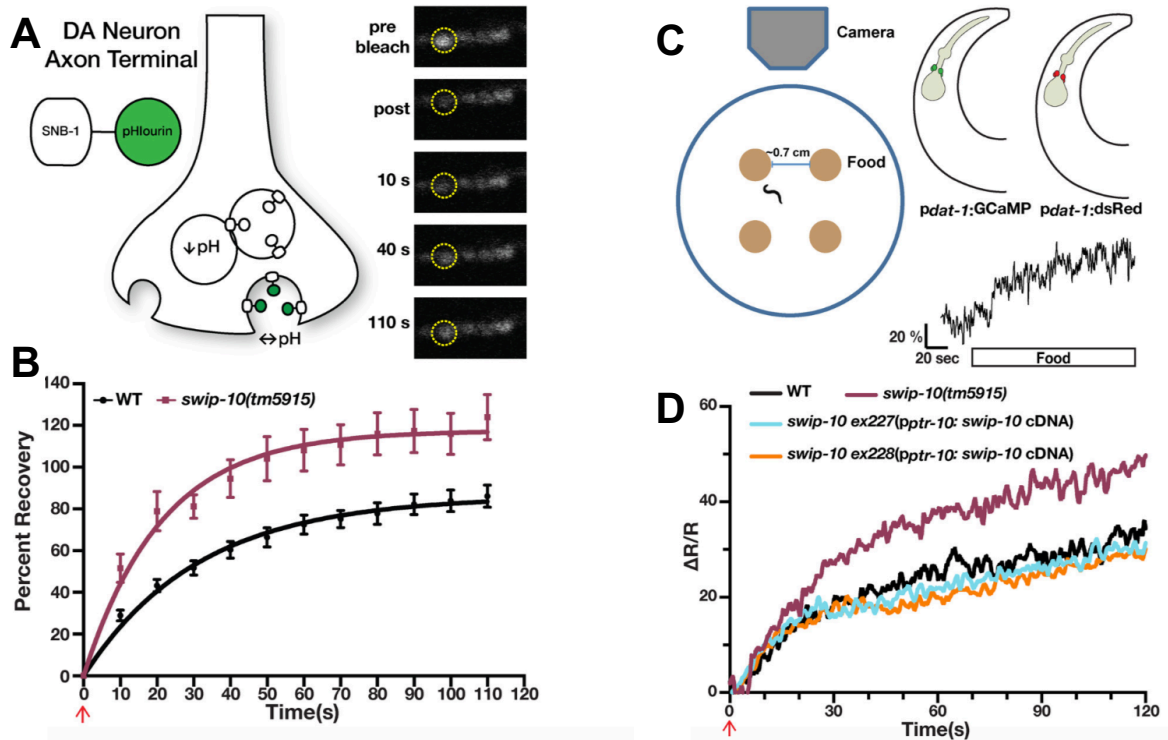 A
DA Neuron
Axon Terminal
SNB-1
pHlourin
↓pH
↔pH
pre
bleach
post
10 s
40 s
110 s
B
140
120
100
80
60
40
20
0
Percent Recovery
WT
swip-10(tm5915)
0 10 20 30 40 50 60 70 80 90 100 110 120
Time(s)
C
Camera
~0.7 cm
Food
pdat-1:GCaMP
pdat-1:dsRed
20 %
20 sec
Food
D
WT
swip-10(tm5915)
swip-10 ex227(pptr-10: swip-10 cDNA)
swip-10 ex228(pptr-10: swip-10 cDNA)
60
40
20
0
ΔR/R
0 30 60 90 120
Time(s)